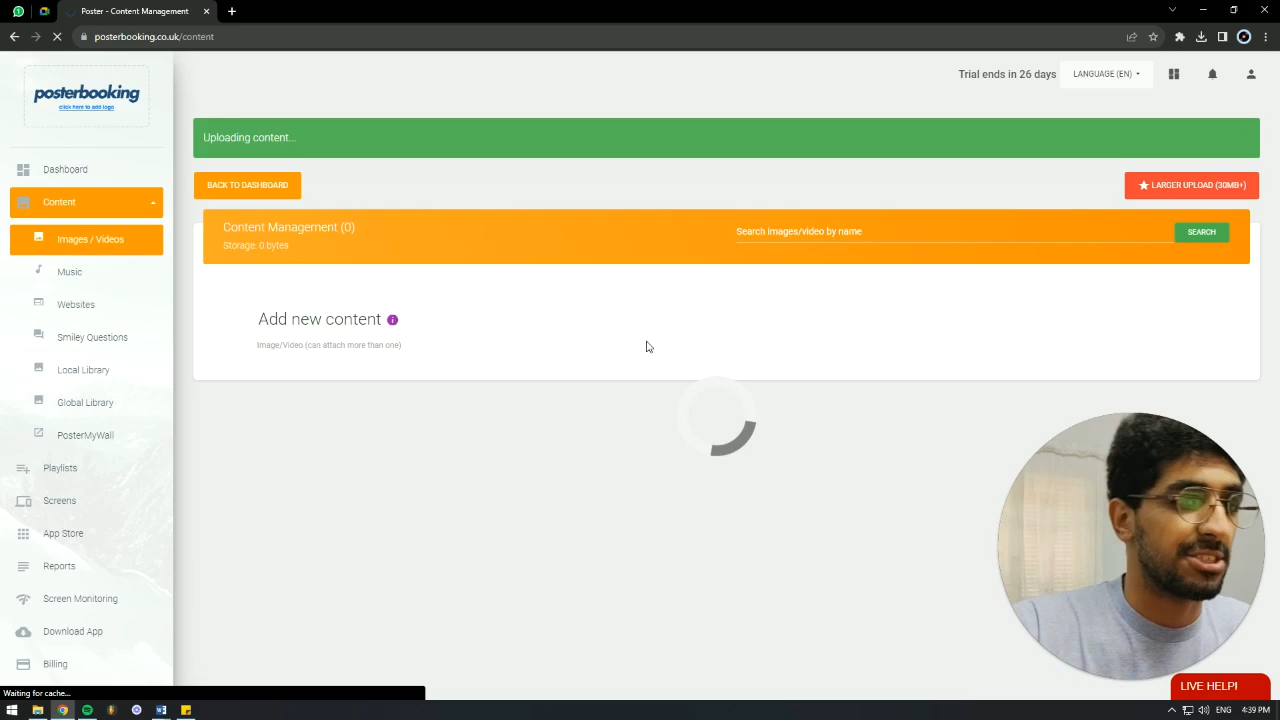 Poster - Content Management
posterbooking.co.uk/content
posterbooking
click here to add logo
Trial ends in 26 days
LANGUAGE (EN)
Uploading content...
BACK TO DASHBOARD
LARGER UPLOAD (30MB+)
Content Management (0)
Storage: 0 bytes
Search images/video by name
SEARCH
Add new content
Image/Video (can attach more than one)
Dashboard
Content
Images / Videos
Music
Websites
Smiley Questions
Local Library
Global Library
PosterMyWall
Playlists
Screens
App Store
Reports
Screen Monitoring
Download App
Billing
LIVE HELP!
Waiting for cache...
ENG
4:39 PM